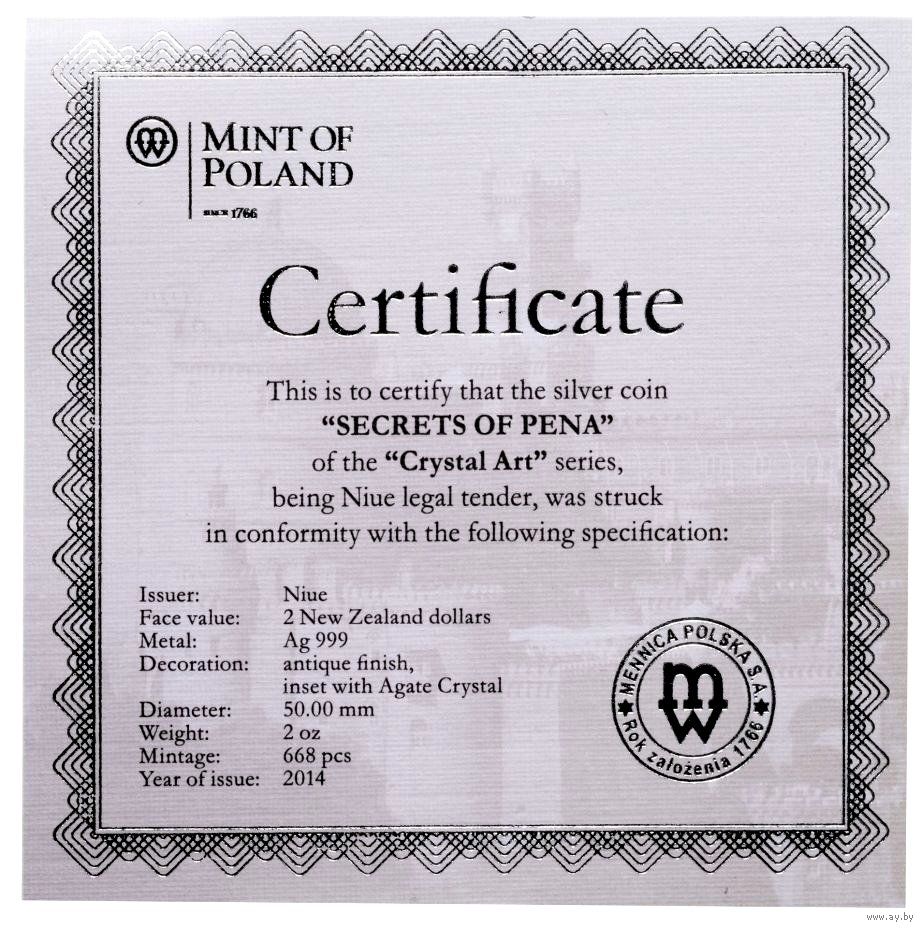 MINT OF
POLAND
SINCE 1766
Certificate
This is to certify that the silver coin
“SECRETS OF PENA”
of the “Crystal Art” series,
being Niue legal tender, was struck
in conformity with the following specification:
Issuer: Niue
Face value: 2 New Zealand dollars
Metal: Ag 999
Decoration: antique finish,
inset with Agate Crystal
Diameter: 50.00 mm
Weight: 2 oz
Mintage: 668 pcs
Year of issue: 2014
MENNICA POLSKA S.A.
mw
Rok założenia 1766
www.ay.by